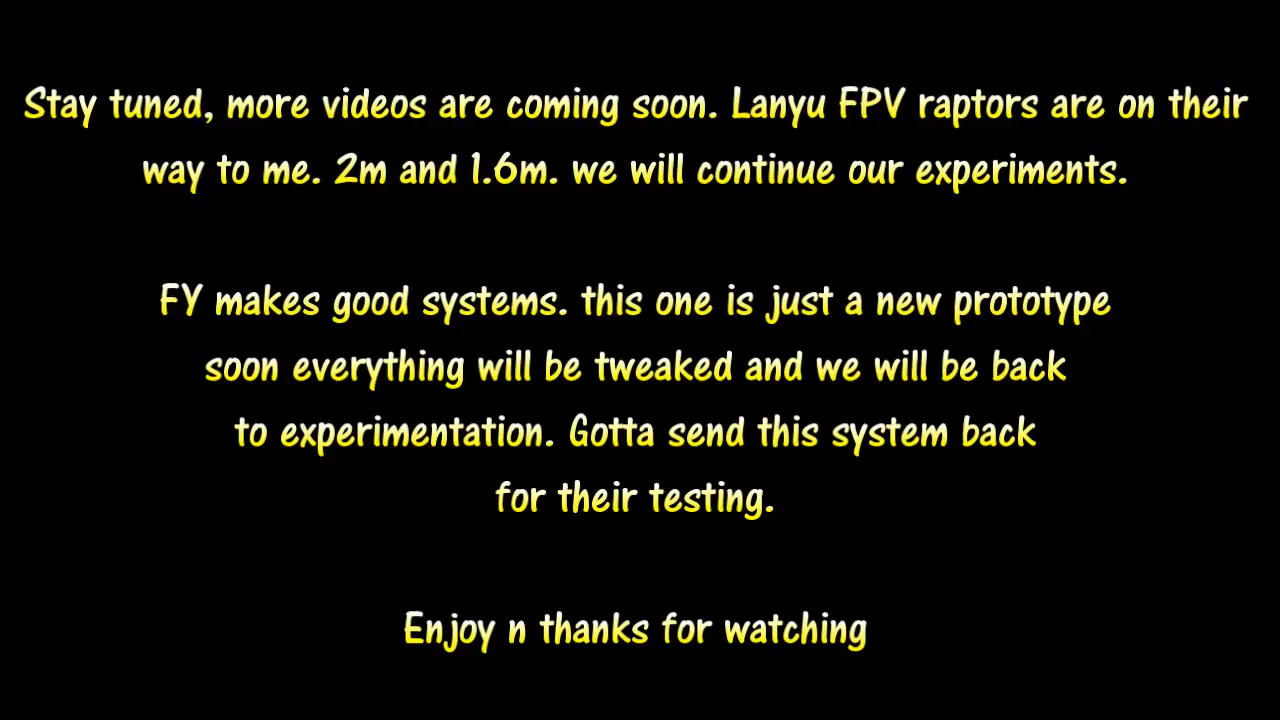 Stay tuned, more videos are coming soon. Lanyu FPV raptors are on their
way to me. 2m and 1.6m. we will continue our experiments.
FY makes good systems. this one is just a new prototype
soon everything will be tweaked and we will be back
to experimentation. Gotta send this system back
for their testing.
Enjoy n thanks for watching